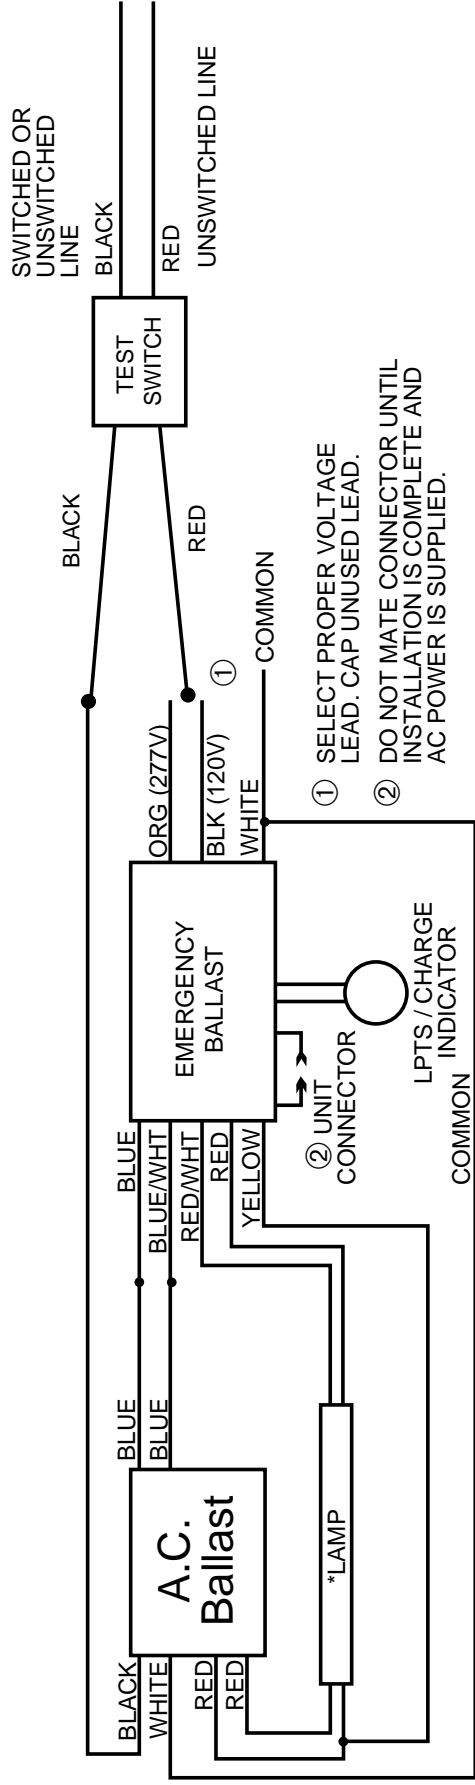 SWITCHED OR
UNSWITCHED
LINE
BLACK
RED
UNSWITCHED LINE
TEST
SWITCH
BLACK
RED
ORG (277V)
BLK (120V)
①
WHITE
COMMON
EMERGENCY
BALLAST
BLUE
BLUE/WHT
RED/WHT
RED
YELLOW
② UNIT
CONNECTOR
LPTS / CHARGE
INDICATOR
COMMON
BLUE
BLUE
A.C.
Ballast
BLACK
WHITE
RED
RED
*LAMP
① SELECT PROPER VOLTAGE
LEAD. CAP UNUSED LEAD.
② DO NOT MATE CONNECTOR UNTIL
INSTALLATION IS COMPLETE AND
AC POWER IS SUPPLIED.